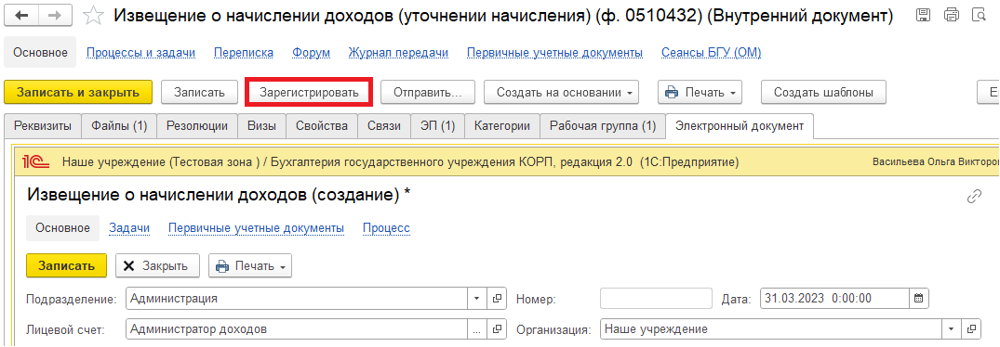 Извещение о начислении доходов (уточнении начисления) (ф. 0510432) (Внутренний документ)
Основное Процессы и задачи Переписка Форум Журнал передачи Первичные учетные документы Сеансы БГУ (ОМ)
Записать и закрыть Записать Зарегистрировать Отправить... Создать на основании Печать Создать шаблоны
Реквизиты Файлы (1) Резолюции Визы Свойства Связи ЭП (1) Категории Рабочая группа (1) Электронный документ
1С Наше учреждение (Тестовая зона ) / Бухгалтерия государственного учреждения КОРП, редакция 2.0 (1С:Предприятие) Васильева Ольга Викторов
Извещение о начислении доходов (создание) *
Основное Задачи Первичные учетные документы Процесс
Записать Закрыть Печать
Подразделение: Администрация Номер: Дата: 31.03.2023 0:00:00
Лицевой счет: Администратор доходов ... Организация: Наше учреждение